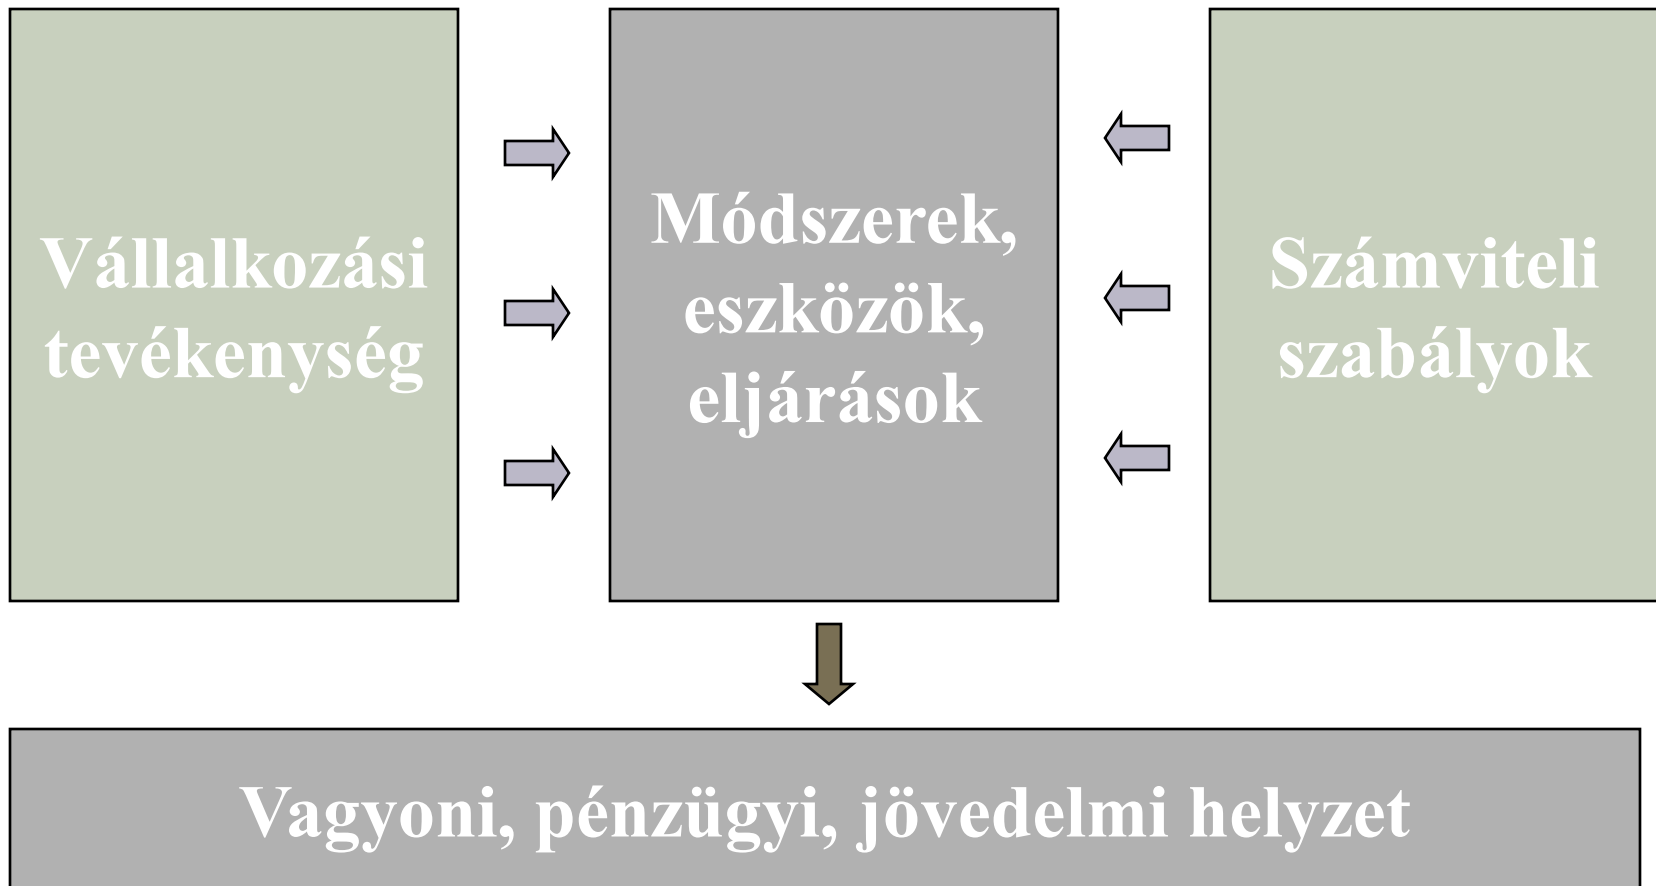 Vállalkozási
tevékenység
Módszerek,
eszközök,
eljárások
Számviteli
szabályok
Vagyoni, pénzügyi, jövedelmi helyzet